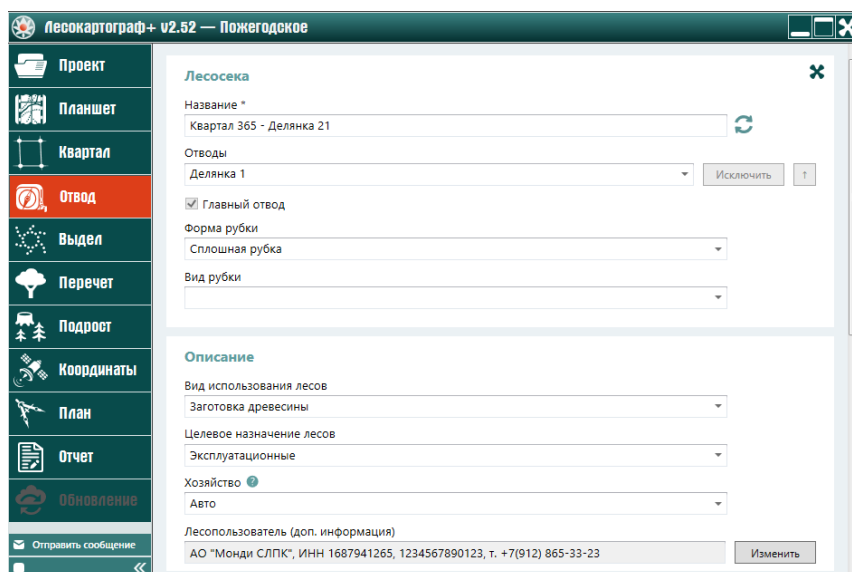 Лесокартограф+ v2.52 — Пожегодское
Проект
Планшет
Квартал
Отвод
Выдел
Перечет
Подрост
Координаты
План
Отчет
Обновление
Отправить сообщение
Лесосека
Название *
Квартал 365 - Делянка 21
Отводы
Делянка 1
Исключить ↑
Главный отвод
Форма рубки
Сплошная рубка
Вид рубки
Описание
Вид использования лесов
Заготовка древесины
Целевое назначение лесов
Эксплуатационные
Хозяйство ?
Авто
Лесопользователь (доп. информация)
АО "Монди СЛПК", ИНН 1687941265, 1234567890123, т. +7(912) 865-33-23
Изменить